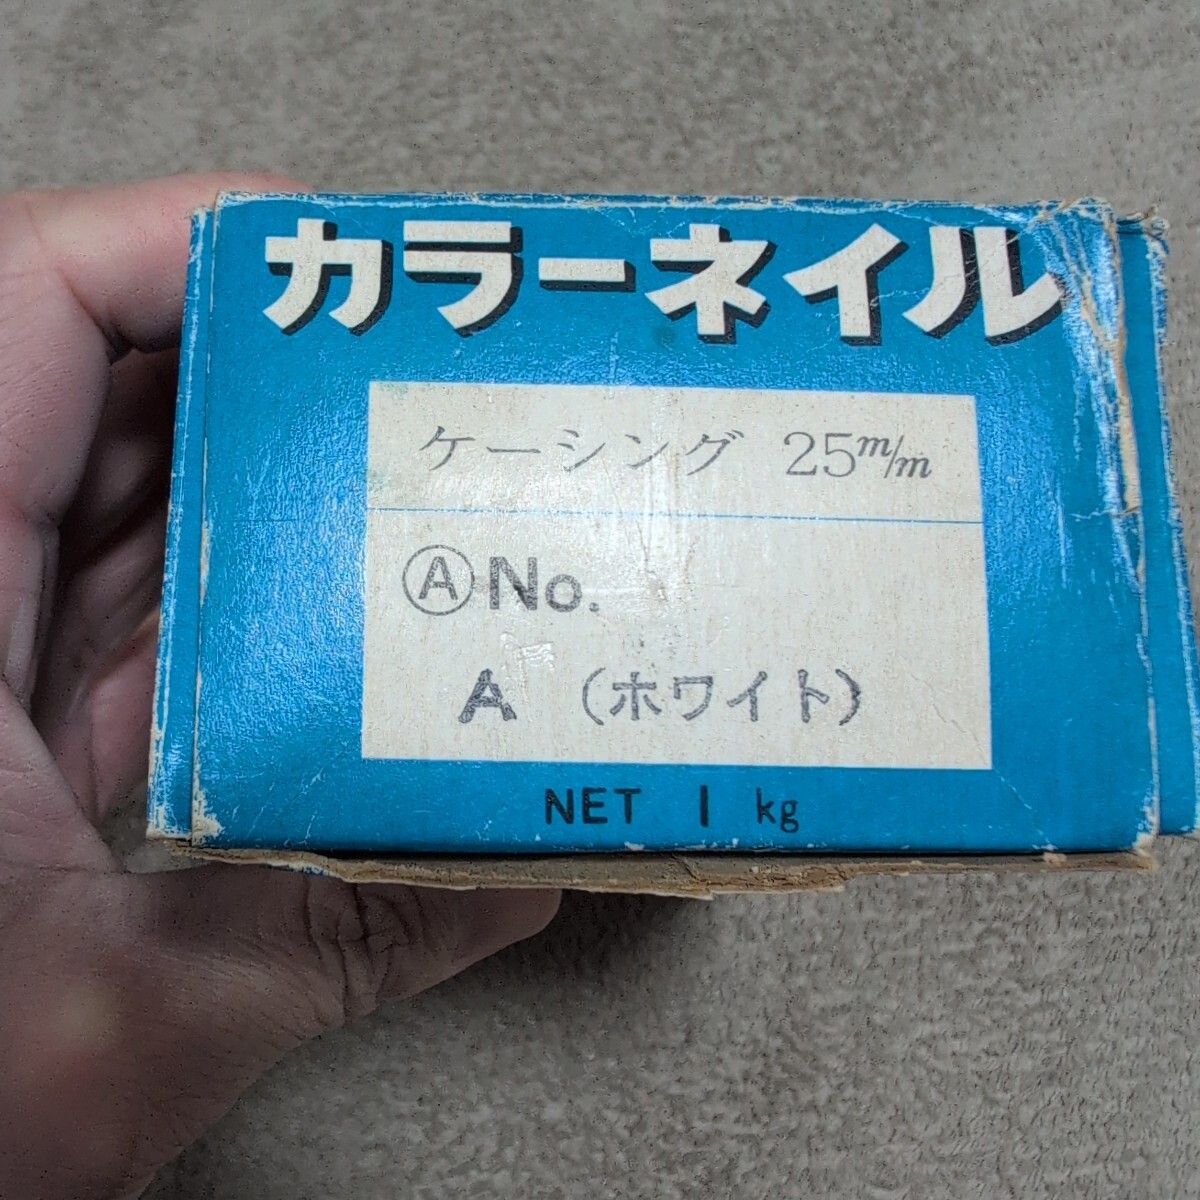 カラーネイル
ケーシング 25m/m
ⒶNo.
A (ホワイト)
NET 1 kg